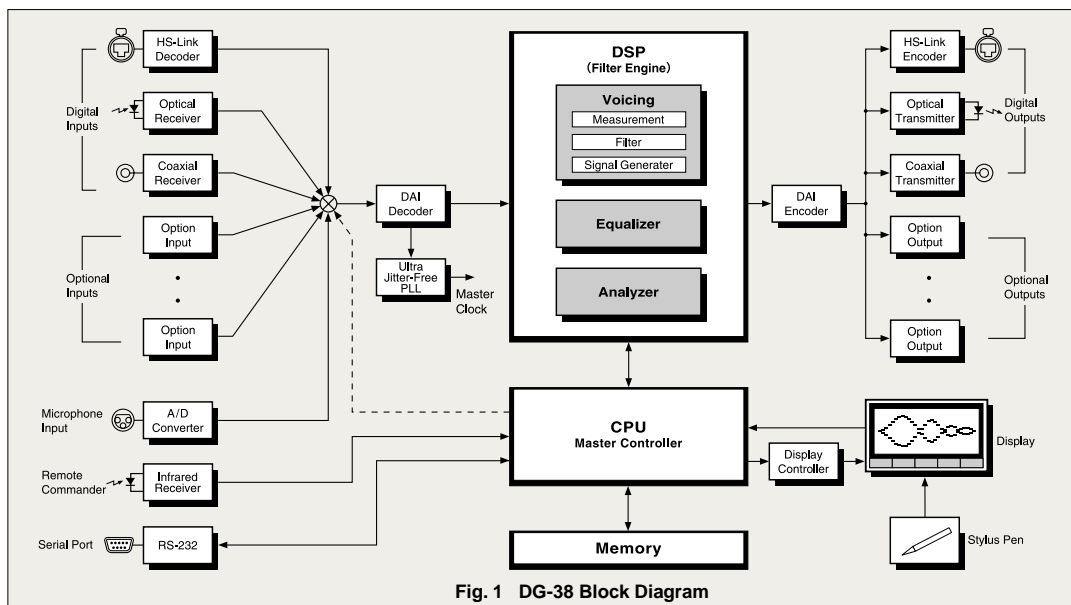 HS-Link
Decoder
Digital
Inputs
Optical
Receiver
Coaxial
Receiver
Option
Input
Optional
Inputs
Option
Input
Microphone
Input
A/D
Converter
Remote
Commander
Infrared
Receiver
Serial Port
RS-232
DAI
Decoder
Ultra
Jitter-Free
PLL
Master
Clock
DSP
(Filter Engine)
Voicing
Measurement
Filter
Signal Generater
Equalizer
Analyzer
CPU
Master Controller
Memory
DAI
Encoder
HS-Link
Encoder
Optical
Transmitter
Digital
Outputs
Coaxial
Transmitter
Option
Output
Optional
Outputs
Option
Output
Display
Controller
Display
Stylus Pen
Fig. 1 DG-38 Block Diagram